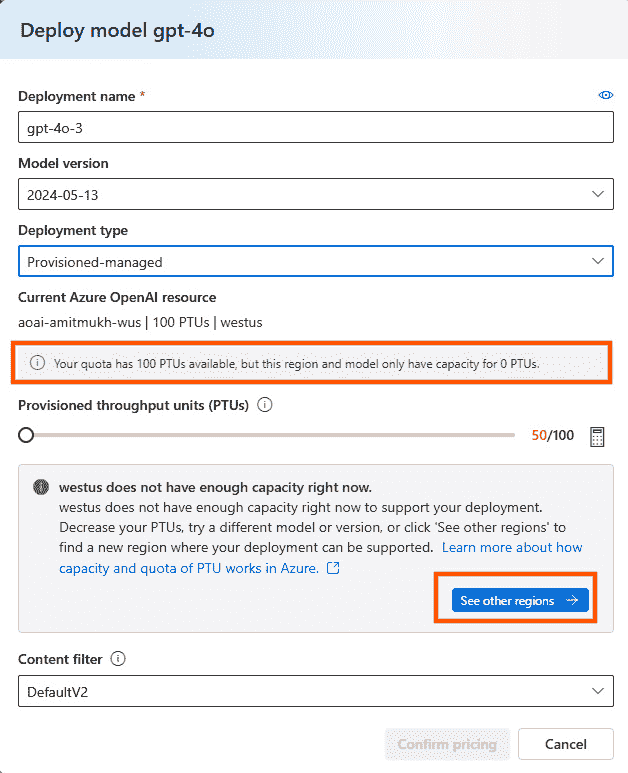 Deploy model gpt-4o
Deployment name *
gpt-4o-3
Model version
2024-05-13
Deployment type
Provisioned-managed
Current Azure OpenAI resource
aoai-amitmukh-wus | 100 PTUs | westus
Your quota has 100 PTUs available, but this region and model only have capacity for 0 PTUs.
Provisioned throughput units (PTUs)
50/100
westus does not have enough capacity right now.
westus does not have enough capacity right now to support your deployment.
Decrease your PTUs, try a different model or version, or click 'See other regions' to
find a new region where your deployment can be supported. Learn more about how
capacity and quota of PTU works in Azure.
See other regions
Content filter
DefaultV2
Confirm pricing
Cancel